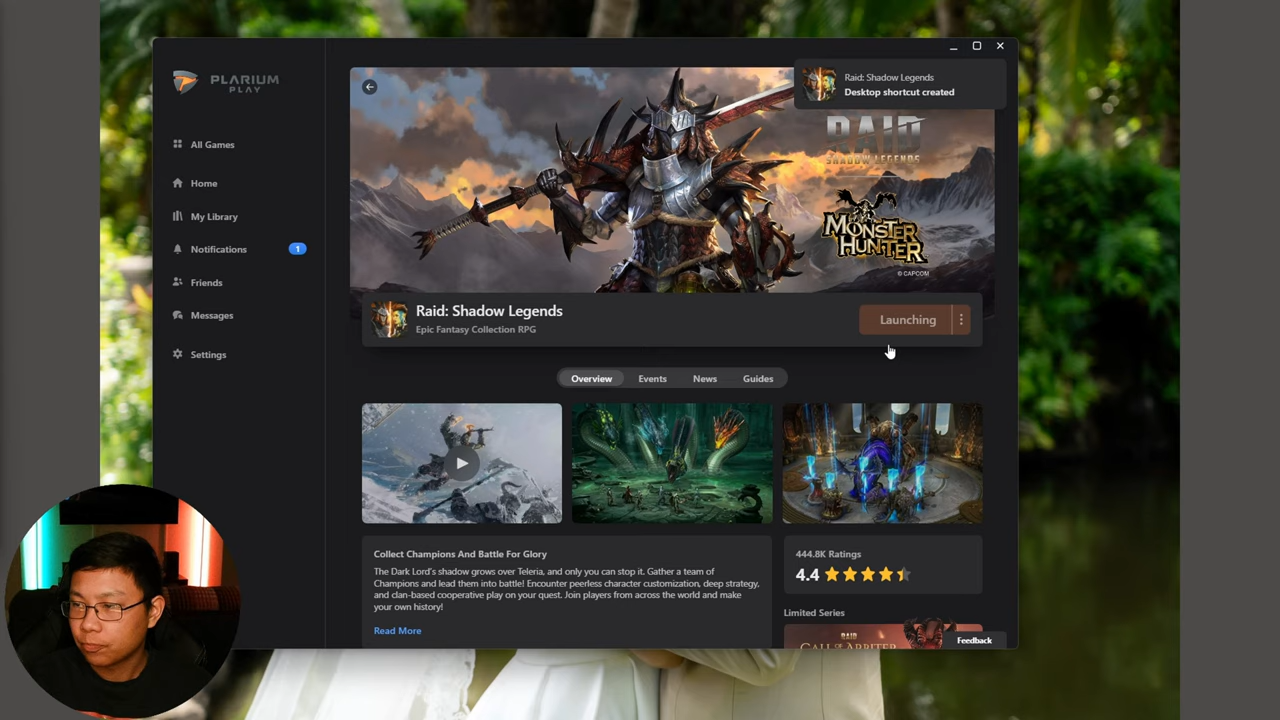 PLARIUM
PLAY
All Games
Home
My Library
Notifications
1
Friends
Messages
Settings
Raid: Shadow Legends
Desktop shortcut created
RAID
SHADOW LEGENDS
MONSTER
HUNTER
© CAPCOM
Raid: Shadow Legends
Epic Fantasy Collection RPG
Launching
Overview
Events
News
Guides
Collect Champions And Battle For Glory
The Dark Lord's shadow grows over Teleria, and only you can stop it. Gather a team of
Champions and lead them into battle! Encounter peerless character customization, deep strategy,
and clan-based cooperative play on your quest. Join players from across the world and make
your own history!
Read More
444.8K Ratings
4.4
Limited Series
RAID
CALL OF ARBITER
Feedback